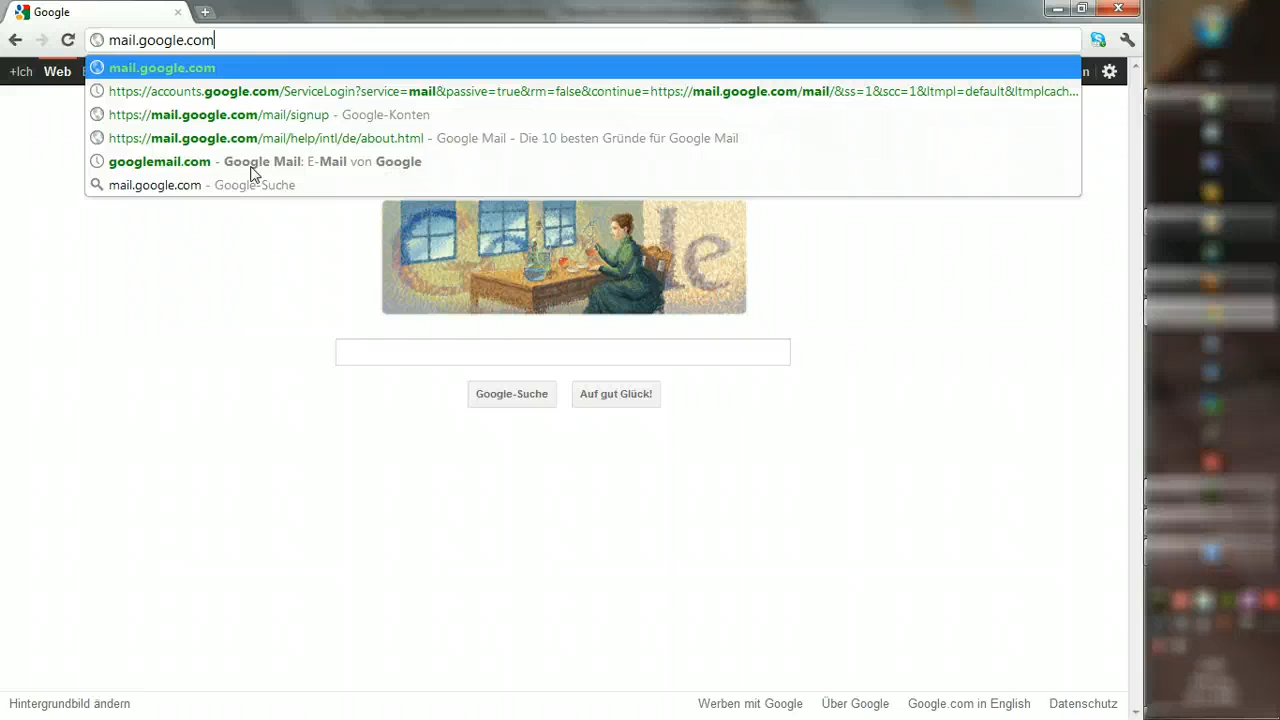 Google
mail.google.com
+Ich Web
mail.google.com
https://accounts.google.com/ServiceLogin?service=mail&passive=true&rm=false&continue=https://mail.google.com/mail/&ss=1&scc=1&ltmpl=default&ltmplcach...
https://mail.google.com/mail/signup - Google-Konten
https://mail.google.com/mail/help/intl/de/about.html - Google Mail - Die 10 besten Gründe für Google Mail
googlemail.com - Google Mail: E-Mail von Google
mail.google.com - Google-Suche
Google-Suche Auf gut Glück!
Hintergrundbild ändern Werben mit Google Über Google Google.com in English Datenschutz